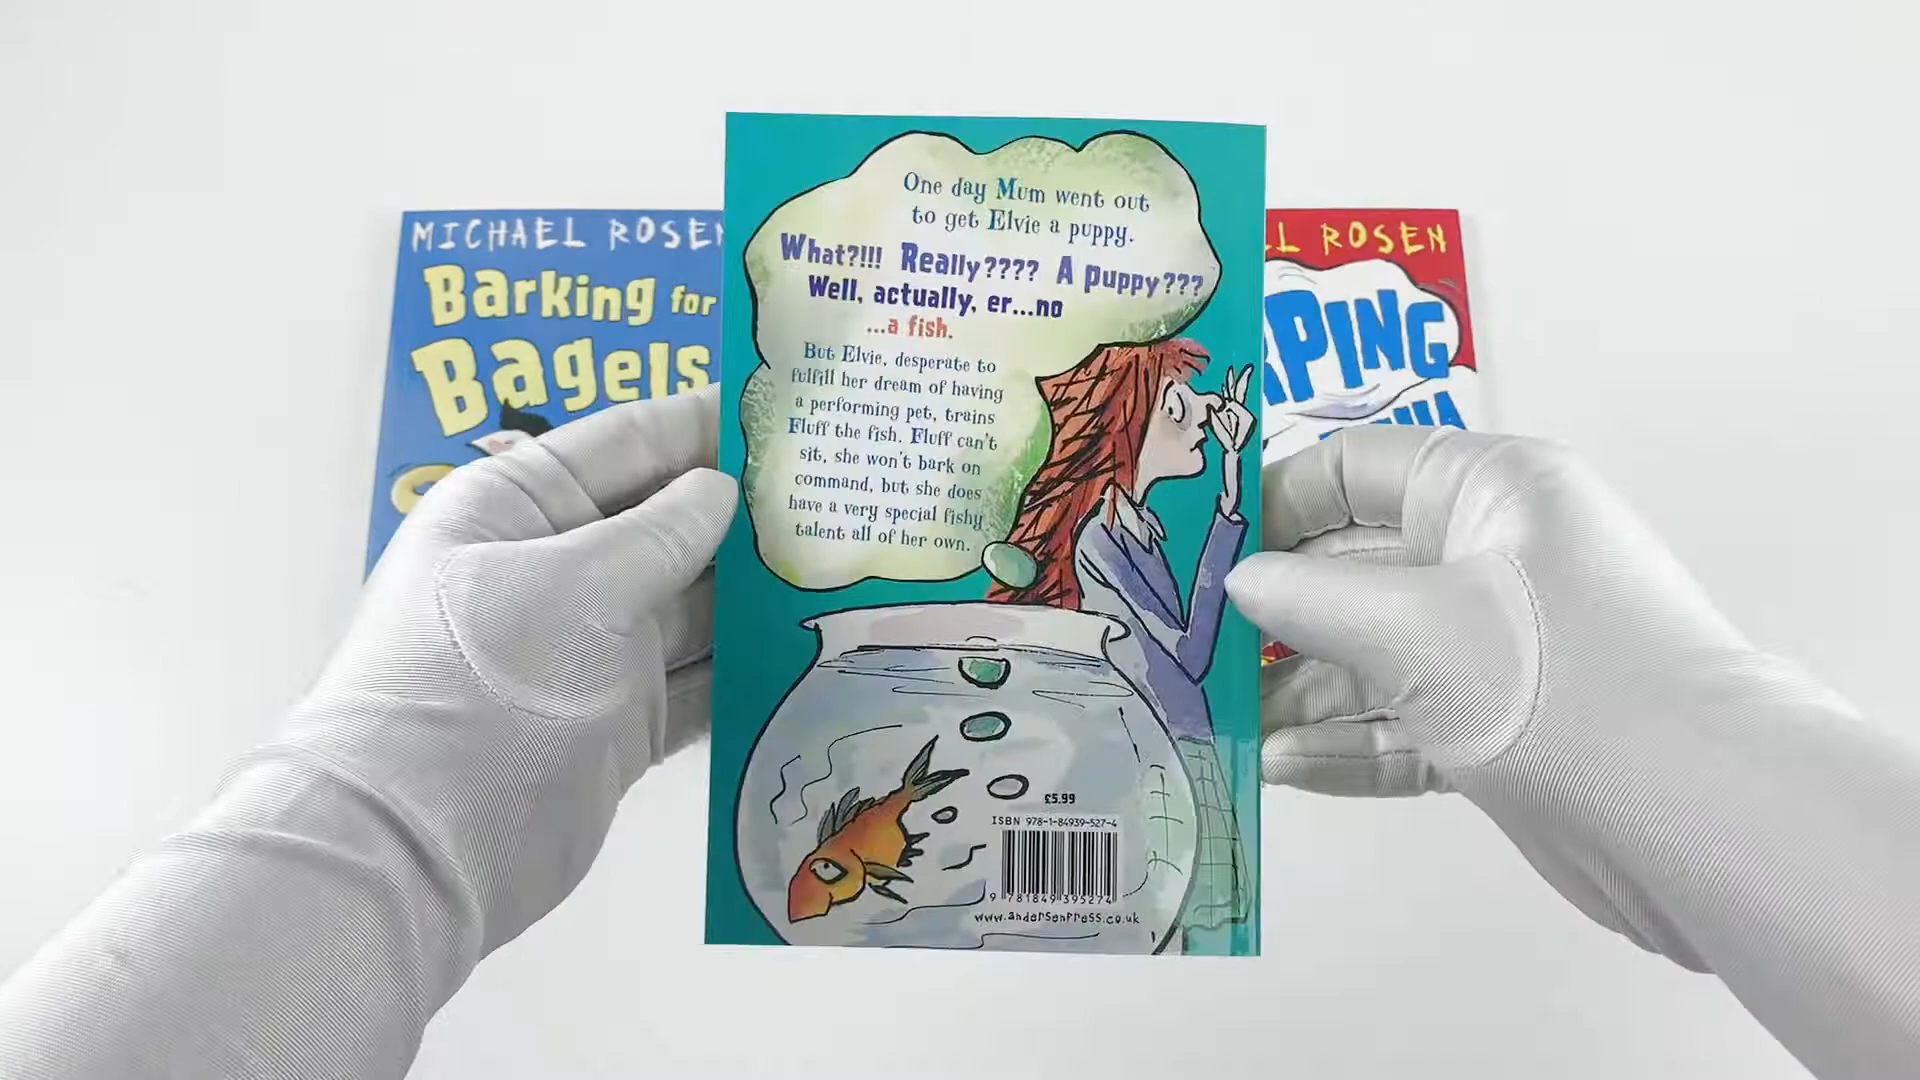 MICHAEL ROSEN
Barking for
Bagels
One day Mum went out
to get Elvie a puppy.
What?!!! Really???? A puppy???
Well, actually, er...no
...a fish.
But Elvie, desperate to
fulfill her dream of having
a performing pet, trains
Fluff the fish. Fluff can't
sit, she won't bark on
command, but she does
have a very special fishy
talent all of her own.
£5.99
ISBN 978-1-84939-527-4
9 781849 395274
www.andersenpress.co.uk
ROSEN